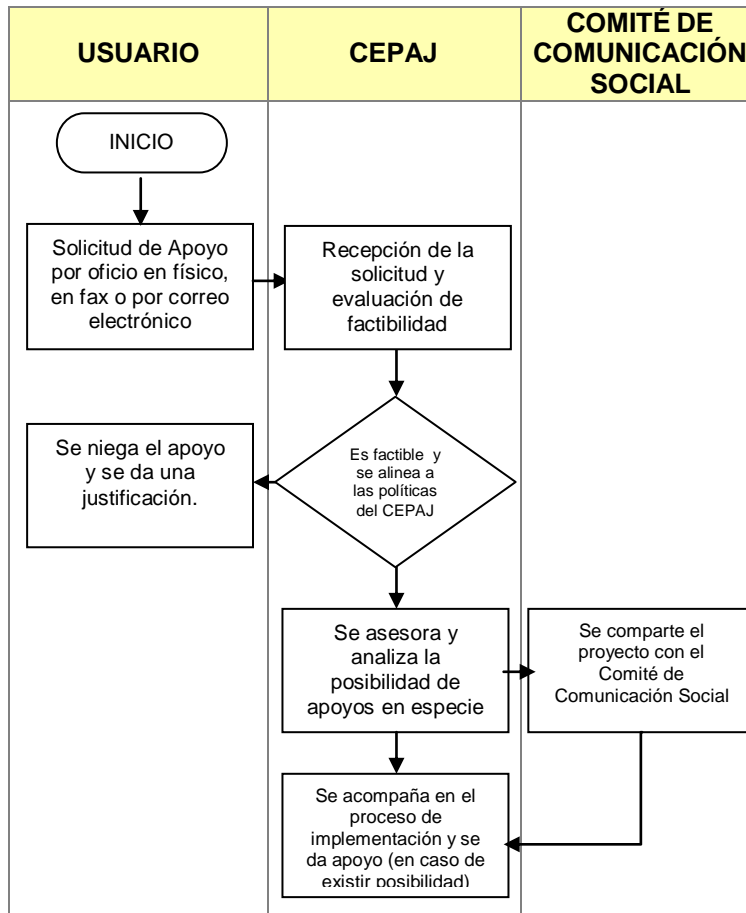 USUARIO
CEPAJ
COMITÉ DE
COMUNICACIÓN
SOCIAL
INICIO
Solicitud de Apoyo
por oficio en físico,
en fax o por correo
electrónico
Recepción de la
solicitud y
evaluación de
factibilidad
Se niega el apoyo
y se da una
justificación.
Es factible y
se alinea a
las políticas
del CEPAJ
Se asesora y
analiza la
posibilidad de
apoyos en especie
Se comparte el
proyecto con el
Comité de
Comunicación Social
Se acompaña en el
proceso de
implementación y se
da apoyo (en caso de
existir posibilidad)